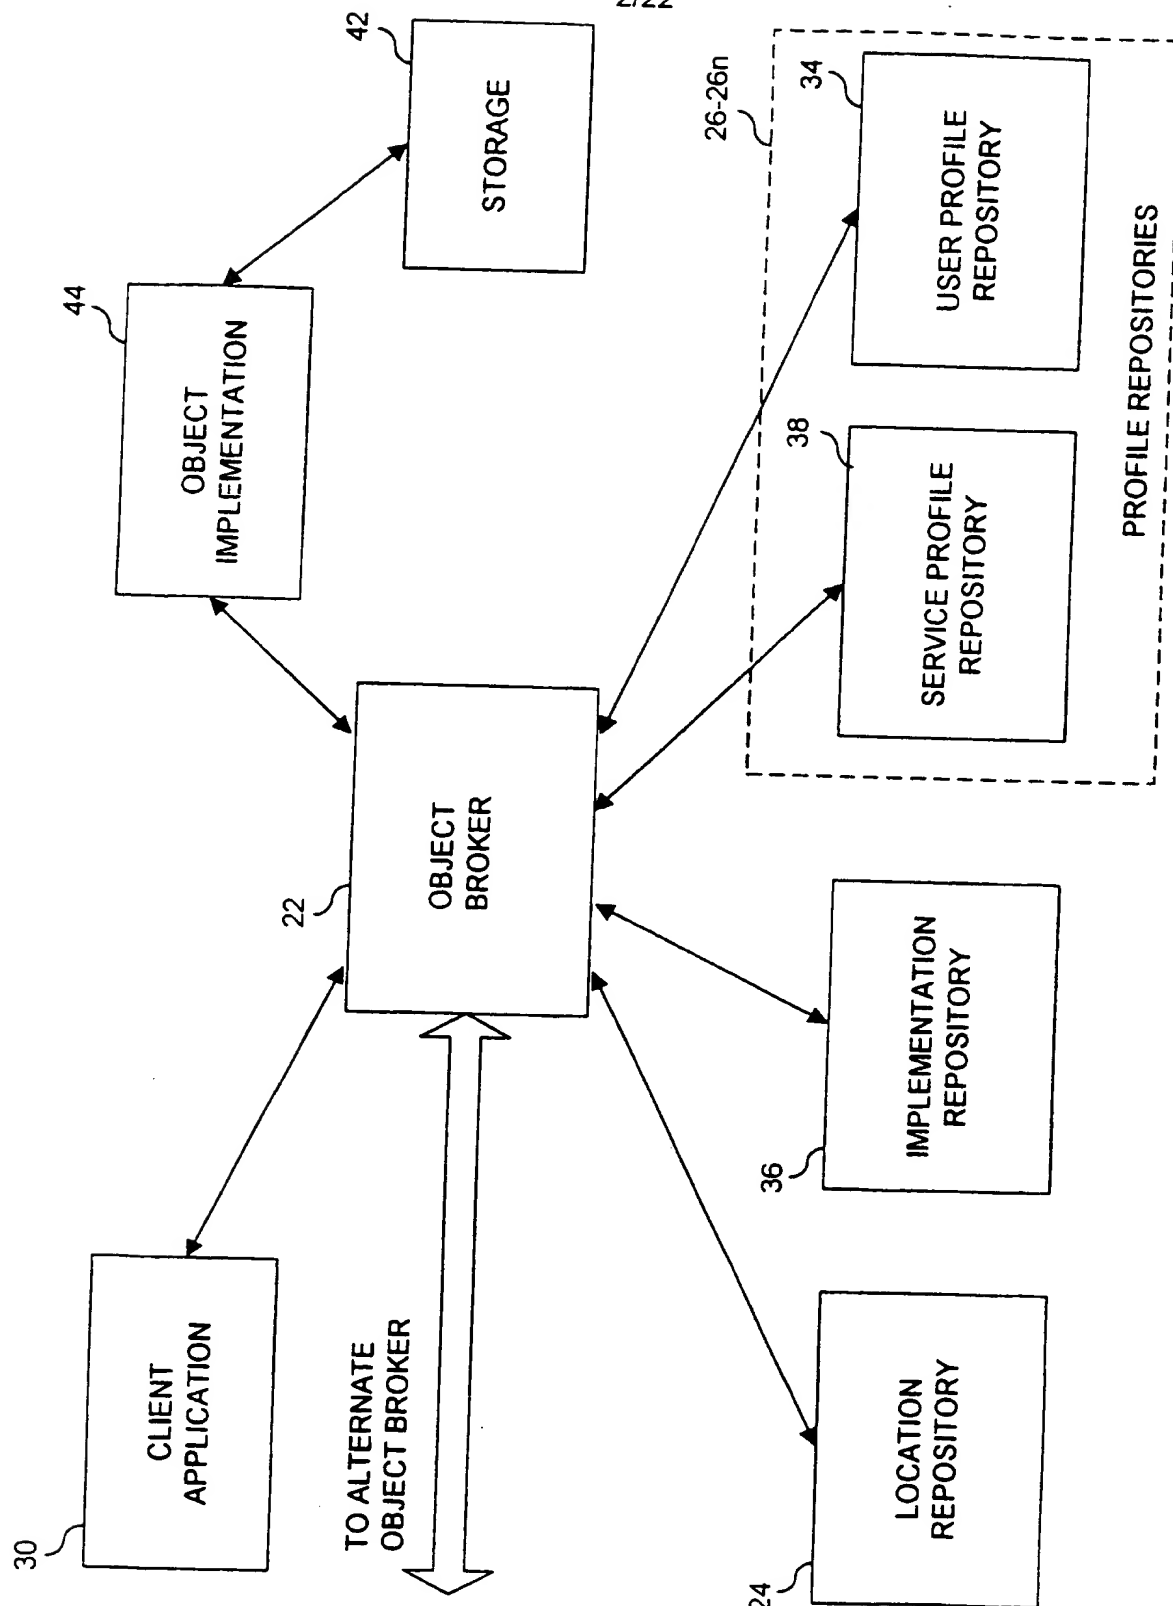 2/22
30
CLIENT
APPLICATION
44
OBJECT
IMPLEMENTATION
42
STORAGE
TO ALTERNATE
OBJECT BROKER
22
OBJECT
BROKER
24
LOCATION
REPOSITORY
36
IMPLEMENTATION
REPOSITORY
26-26n
38
SERVICE PROFILE
REPOSITORY
34
USER PROFILE
REPOSITORY
PROFILE REPOSITORIES